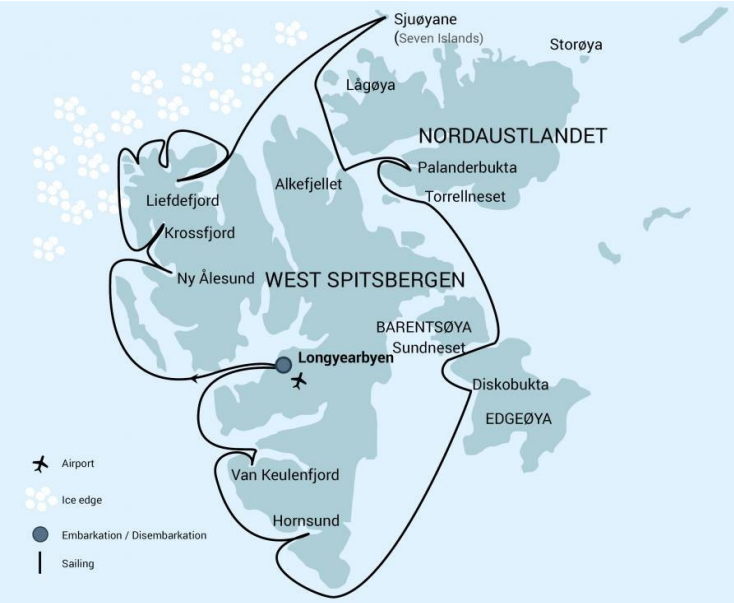 Sjuøyane
(Seven Islands)
Storøya
Lågøya
NORDAUSTLANDET
Palanderbukta
Alkefjellet
Torrellneset
Liefdefjord
Krossfjord
Ny Ålesund
WEST SPITSBERGEN
BARENTSØYA
Sundneset
Longyearbyen
Diskobukta
EDGEØYA
Van Keulenfjord
Hornsund
Airport
Ice edge
Embarkation / Disembarkation
Sailing